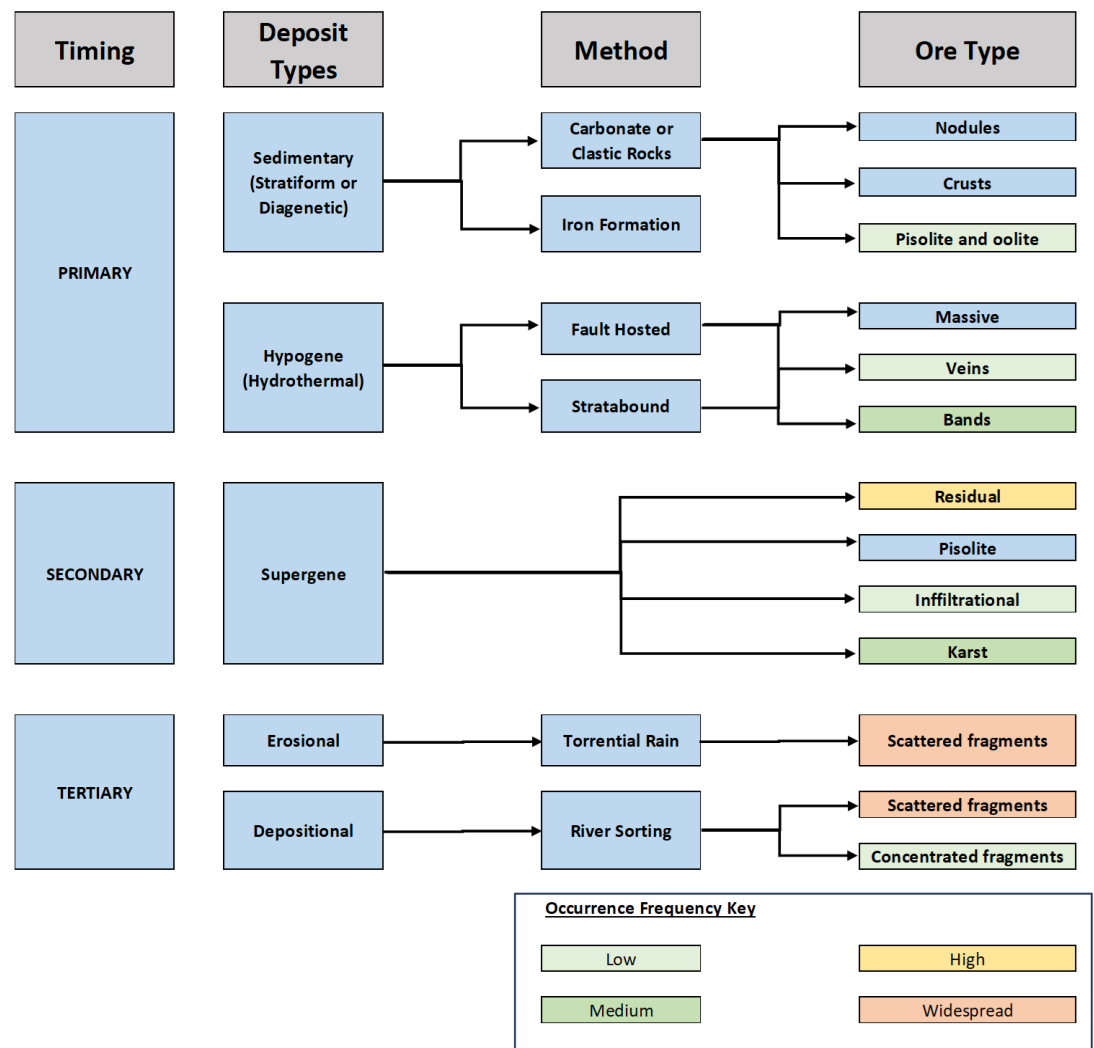 Timing
Deposit
Types
Method
Ore Type
PRIMARY
Sedimentary
(Stratiform or
Diagenetic)
Carbonate or
Clastic Rocks
Iron Formation
Nodules
Crusts
Pisolite and oolite
Hypogene
(Hydrothermal)
Fault Hosted
Stratabound
Massive
Veins
Bands
SECONDARY
Supergene
Residual
Pisolite
Inffiltrational
Karst
TERTIARY
Erosional
Torrential Rain
Scattered fragments
Depositional
River Sorting
Scattered fragments
Concentrated fragments
Occurrence Frequency Key
Low
High
Medium
Widespread